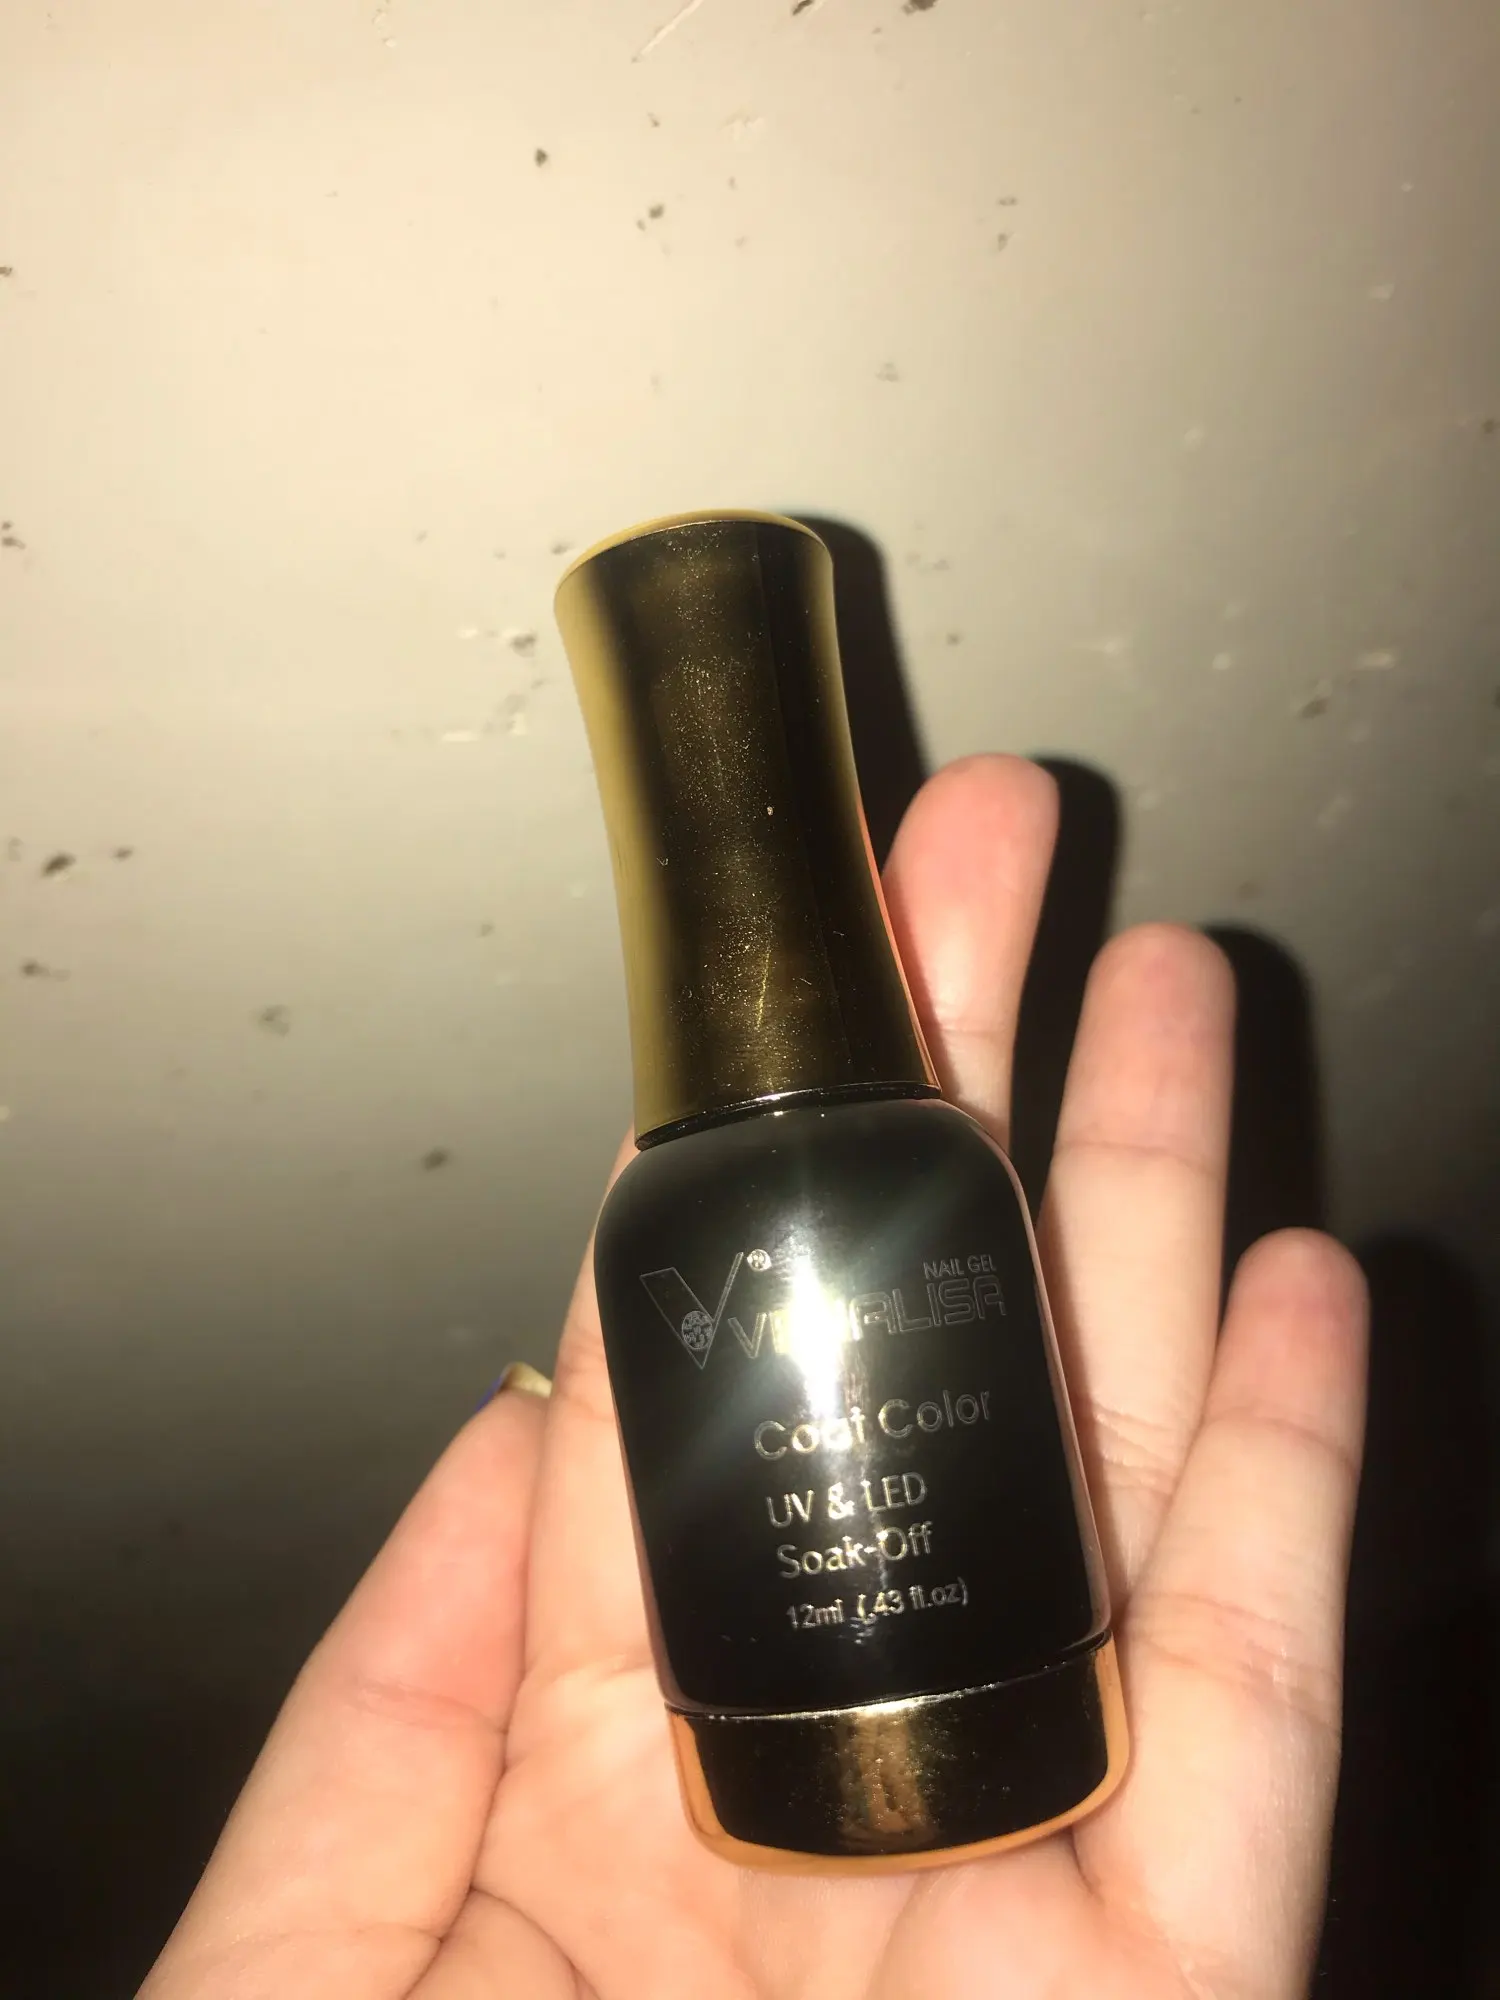 V®
NAIL GEL
VENALISA
Coat Color
UV & LED
Soak-Off
12ml (.43 fl.oz)